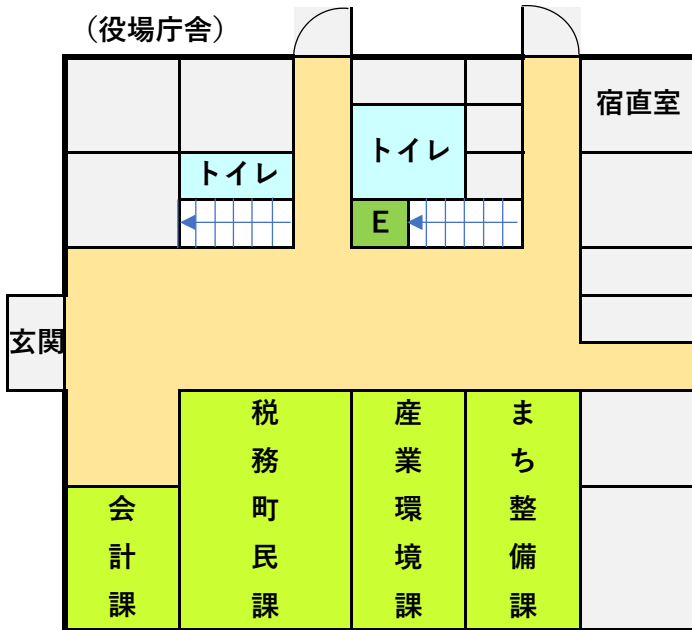 (役場庁舎)
宿直室
トイレ
トイレ
E
玄関
税務町民課
産業環境課
まち整備課
会計課